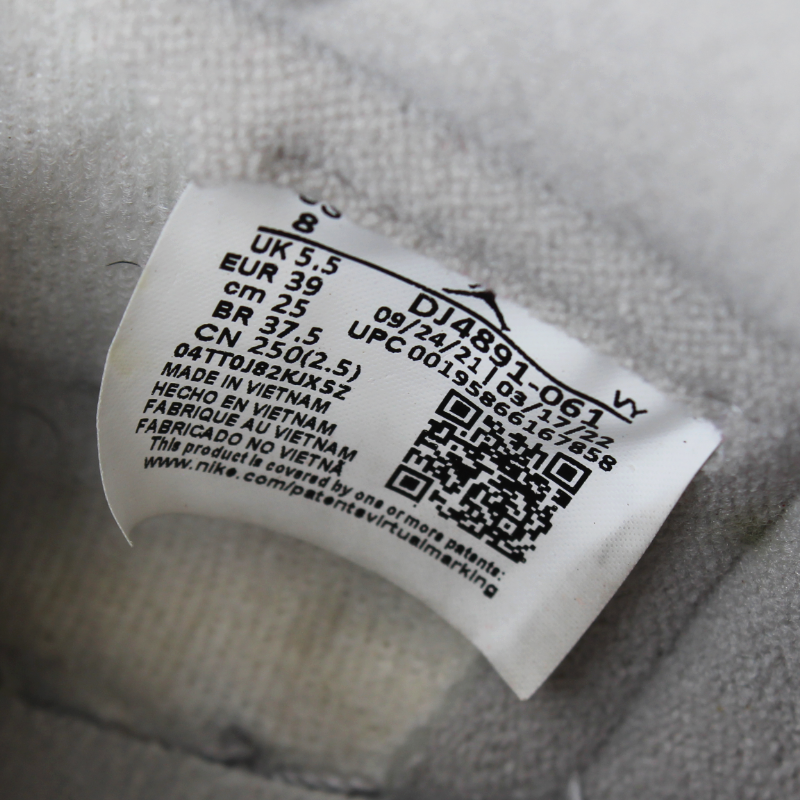 8
UK 5.5
EUR 39
cm 25
BR 37.5
CN 250(2.5)
04TT0J82KJX5Z
MADE IN VIETNAM
HECHO EN VIETNAM
FABRIQUE AU VIETNAM
FABRICADO NO VIETNÃ
This product is covered by one or more patents:
www.nike.com/patentsvirtualmarking
DJ4891-061 VY
09/24/21 | 03/17/22
UPC 00195866167858